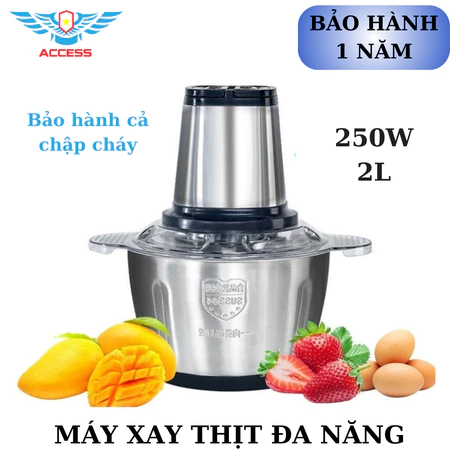 ACCESS
BẢO HÀNH
1 NĂM
Bảo hành cả
chập cháy
250W
2L
MÁY XAY THỊT ĐA NĂNG